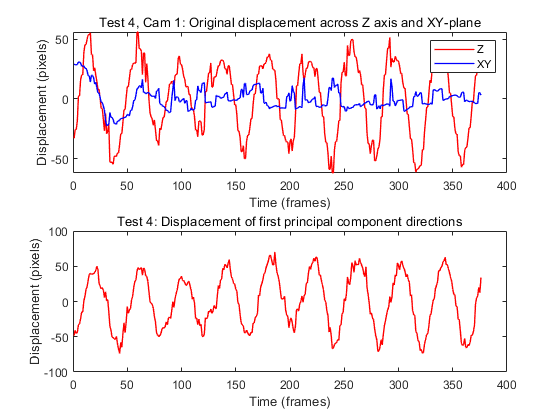 Test 4, Cam 1: Original displacement across Z axis and XY-plane
50
0
-50
Displacement (pixels)
Z
XY
0 50 100 150 200 250 300 350 400
Time (frames)
Test 4: Displacement of first principal component directions
100
50
0
-50
-100
Displacement (pixels)
0 50 100 150 200 250 300 350 400
Time (frames)